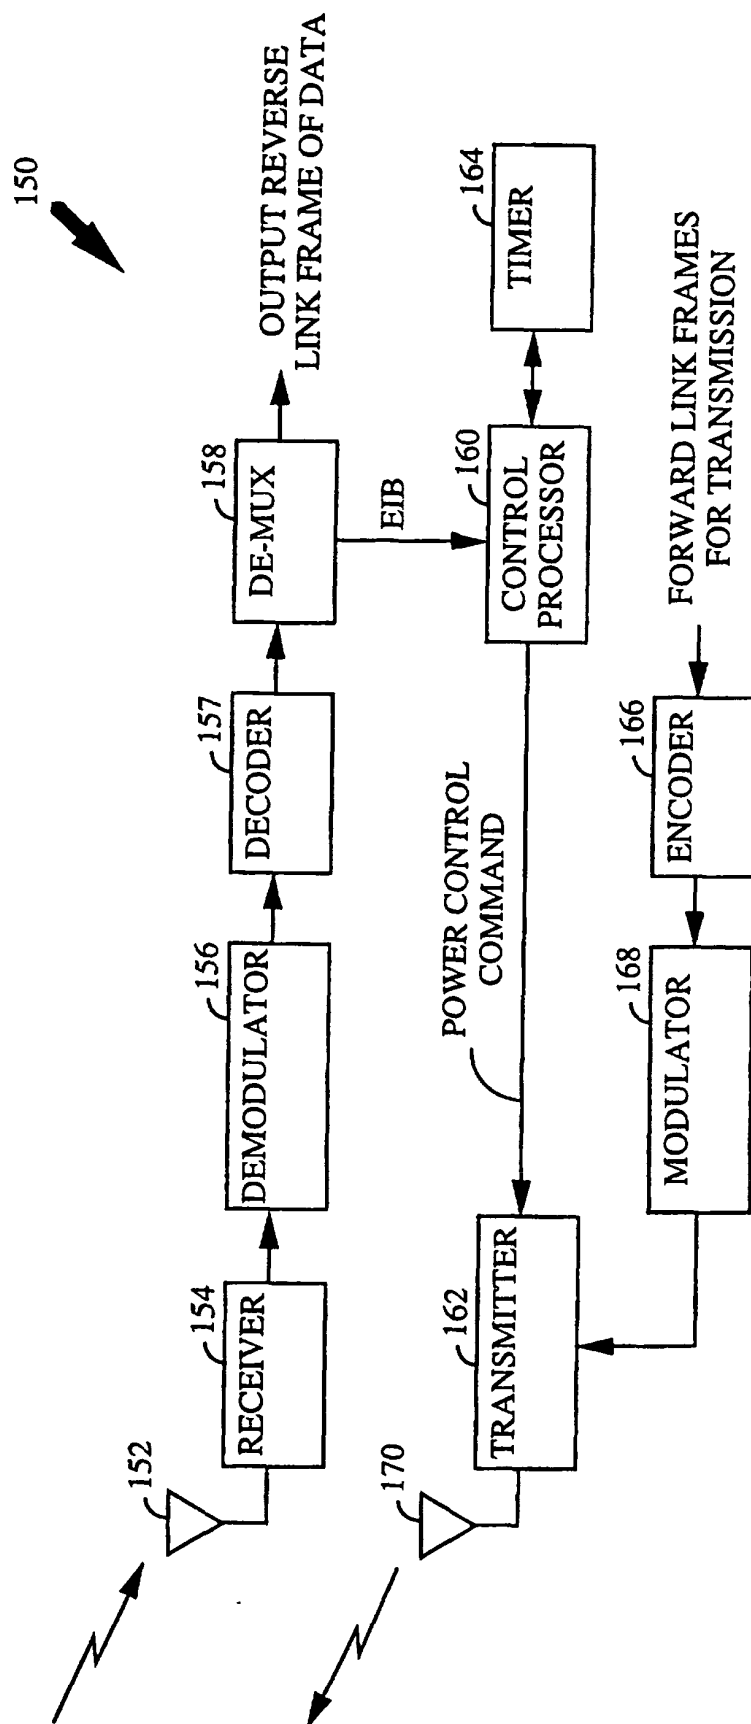 150
152
154
RECEIVER
156
DEMODULATOR
157
DECODER
158
DE-MUX
OUTPUT REVERSE
LINK FRAME OF DATA
EIB
170
162
TRANSMITTER
POWER CONTROL
COMMAND
160
CONTROL
PROCESSOR
164
TIMER
168
MODULATOR
166
ENCODER
FORWARD LINK FRAMES
FOR TRANSMISSION